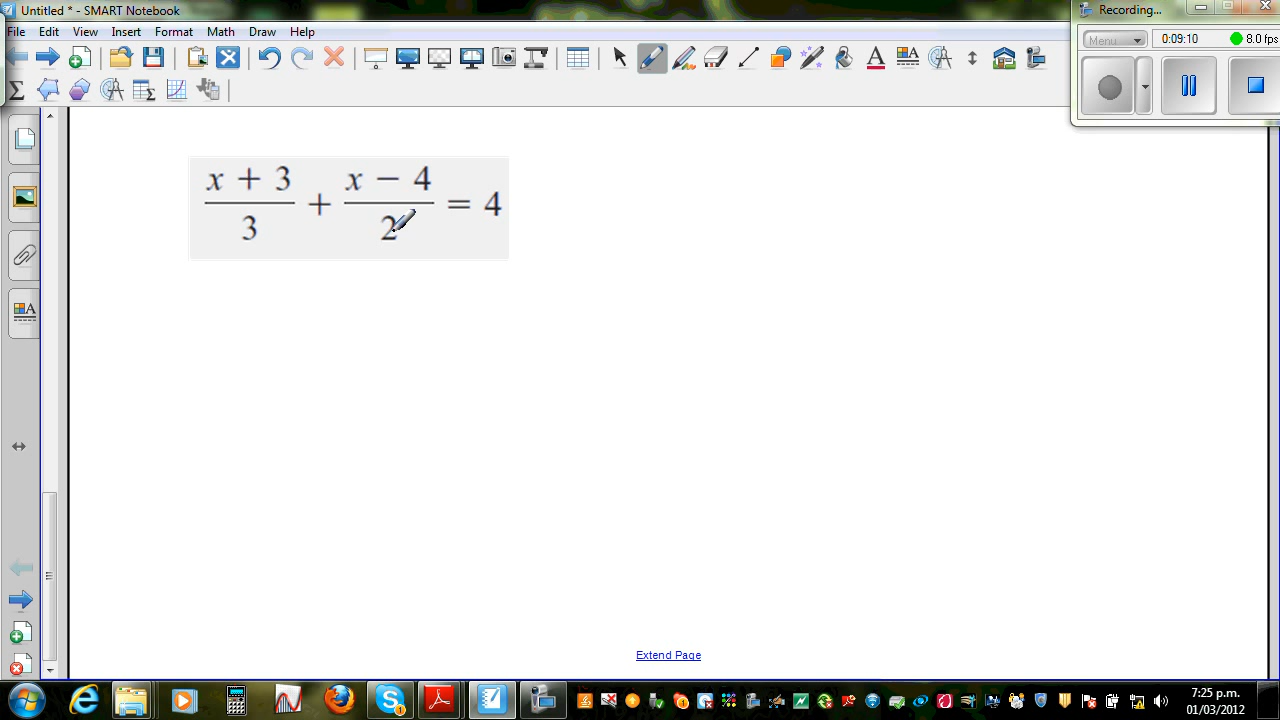 Untitled * - SMART Notebook
Recording...
File Edit View Insert Format Math Draw Help
Menu
0:09:10
8.0 fps
x + 3
3
+
x − 4
2
= 4
Extend Page
7:25 p.m.
01/03/2012